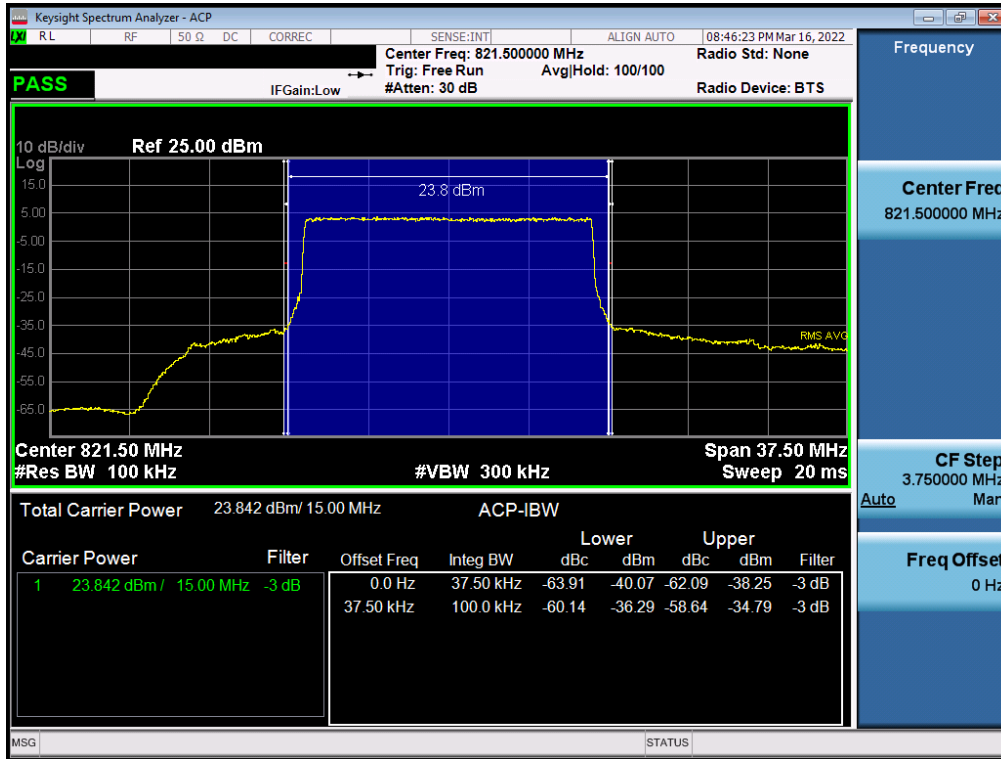 Keysight Spectrum Analyzer - ACP
LXI RL RF 50 Ω DC CORREC SENSE:INT ALIGN AUTO 08:46:23 PM Mar 16, 2022
Center Freq: 821.500000 MHz Radio Std: None
Trig: Free Run Avg|Hold: 100/100
PASS IFGain:Low #Atten: 30 dB Radio Device: BTS
10 dB/div Ref 25.00 dBm
Log
15.0
23.8 dBm
5.00
-5.00
-15.0
-25.0
-35.0
RMS AVG
-45.0
-55.0
-65.0
Center 821.50 MHz Span 37.50 MHz
#Res BW 100 kHz #VBW 300 kHz Sweep 20 ms
Total Carrier Power 23.842 dBm/ 15.00 MHz ACP-IBW
Lower Upper
Carrier Power Filter Offset Freq Integ BW dBc dBm dBc dBm Filter
1 23.842 dBm / 15.00 MHz -3 dB 0.0 Hz 37.50 kHz -63.91 -40.07 -62.09 -38.25 -3 dB
37.50 kHz 100.0 kHz -60.14 -36.29 -58.64 -34.79 -3 dB
MSG STATUS
Frequency
Center Freq
821.500000 MHz
CF Step
3.750000 MHz
Auto Man
Freq Offset
0 Hz